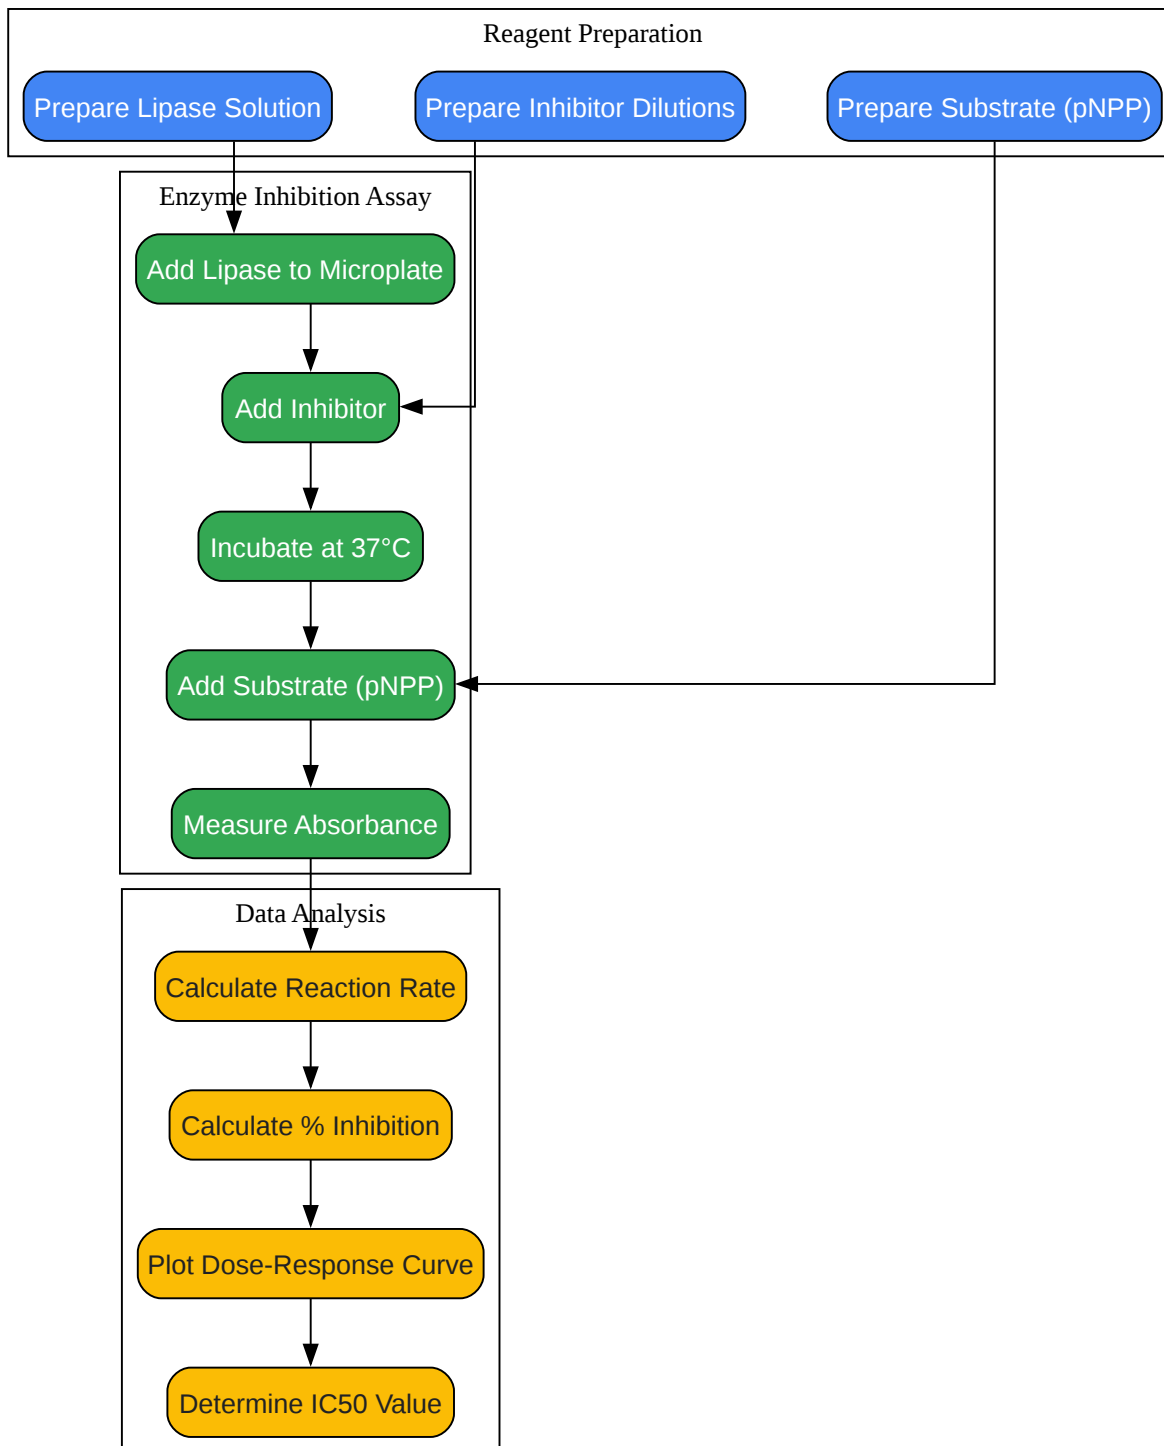 Reagent Preparation
Prepare Lipase Solution
Prepare Inhibitor Dilutions
Prepare Substrate (pNPP)
Enzyme Inhibition Assay
Add Lipase to Microplate
Add Inhibitor
Incubate at 37°C
Add Substrate (pNPP)
Measure Absorbance
Data Analysis
Calculate Reaction Rate
Calculate % Inhibition
Plot Dose-Response Curve
Determine IC50 Value